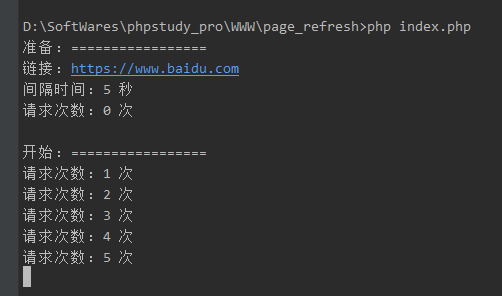 D:\SoftWares\phpstudy_pro\WWW\page_refresh>php index.php
准备：=================
链接：https://www.baidu.com
间隔时间：5 秒
请求次数：0 次
开始：=================
请求次数：1 次
请求次数：2 次
请求次数：3 次
请求次数：4 次
请求次数：5 次